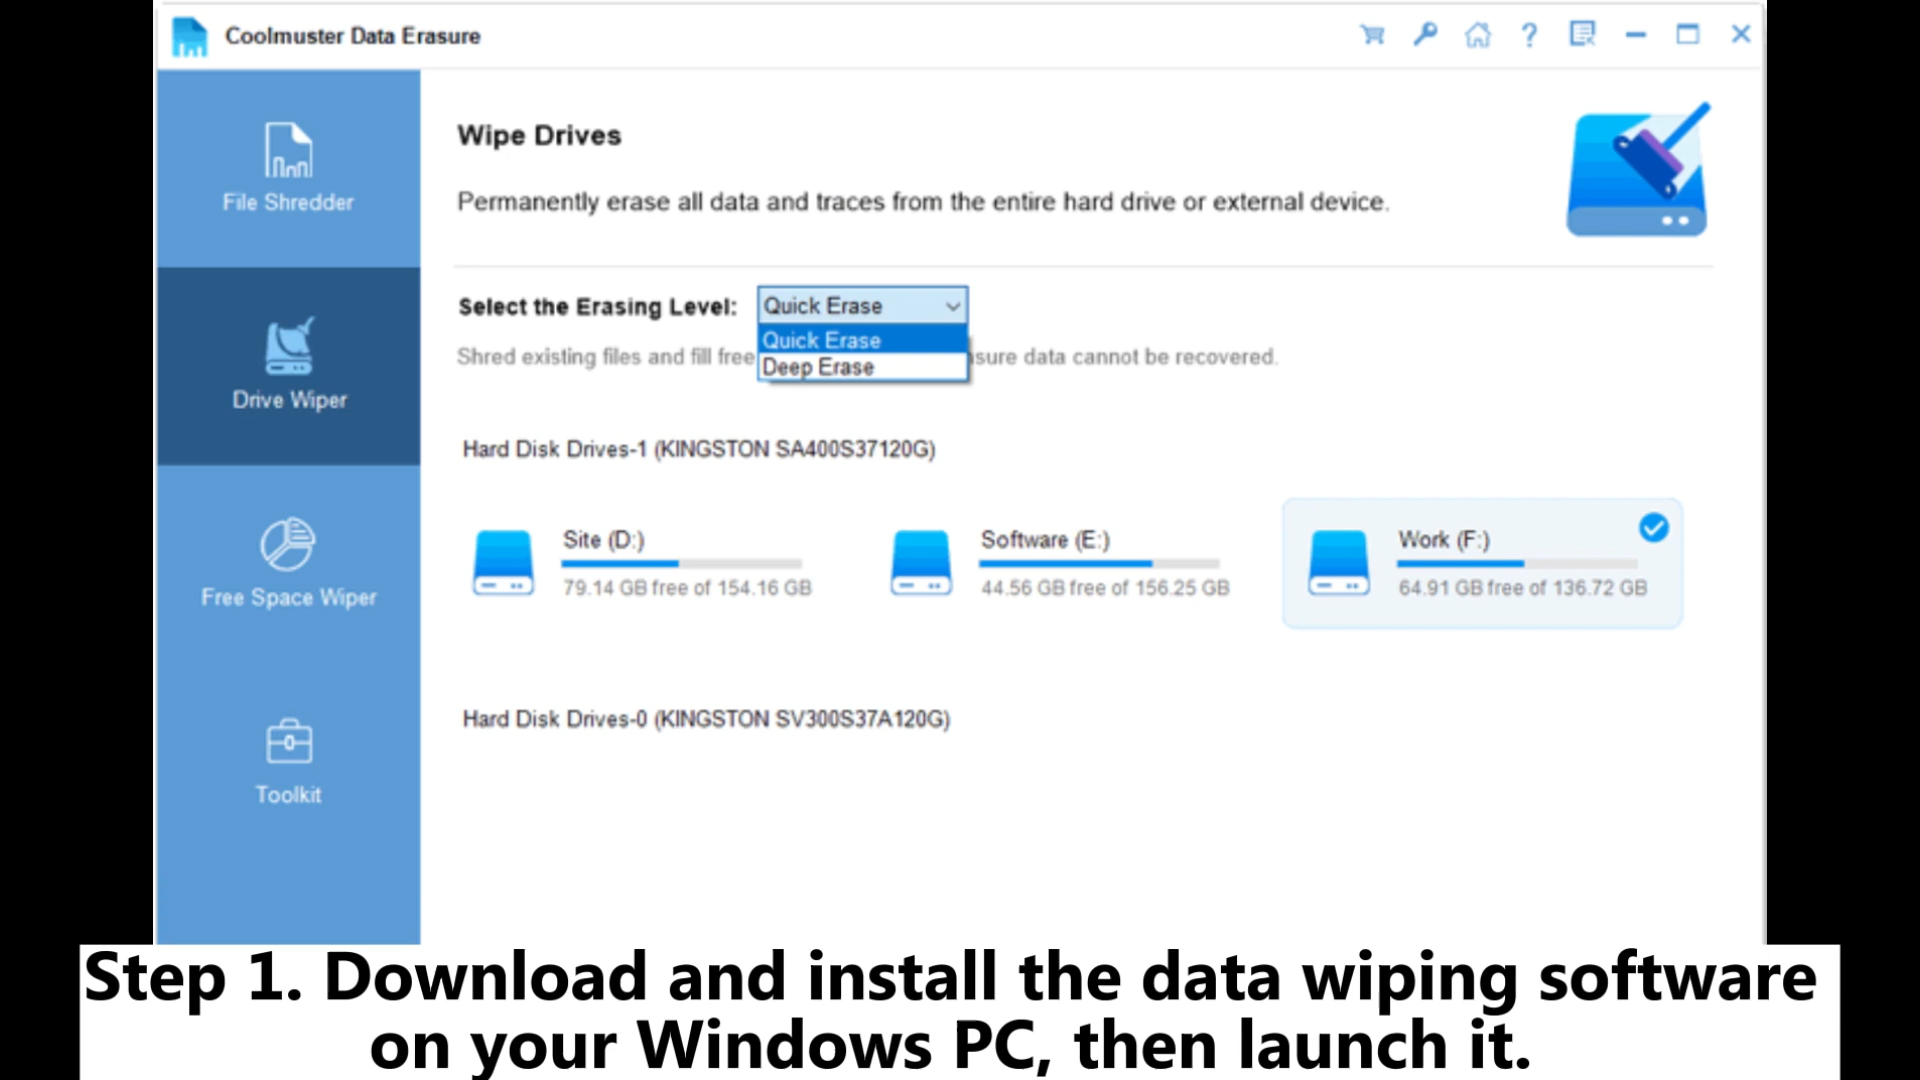 Coolmuster Data Erasure
File Shredder
Drive Wiper
Free Space Wiper
Toolkit
Wipe Drives
Permanently erase all data and traces from the entire hard drive or external device.
Select the Erasing Level: Quick Erase
Quick Erase
Deep Erase
Shred existing files and fill free sure data cannot be recovered.
Hard Disk Drives-1 (KINGSTON SA400S37120G)
Site (D:)
79.14 GB free of 154.16 GB
Software (E:)
44.56 GB free of 156.25 GB
Work (F:)
64.91 GB free of 136.72 GB
Hard Disk Drives-0 (KINGSTON SV300S37A120G)
Step 1. Download and install the data wiping software
on your Windows PC, then launch it.